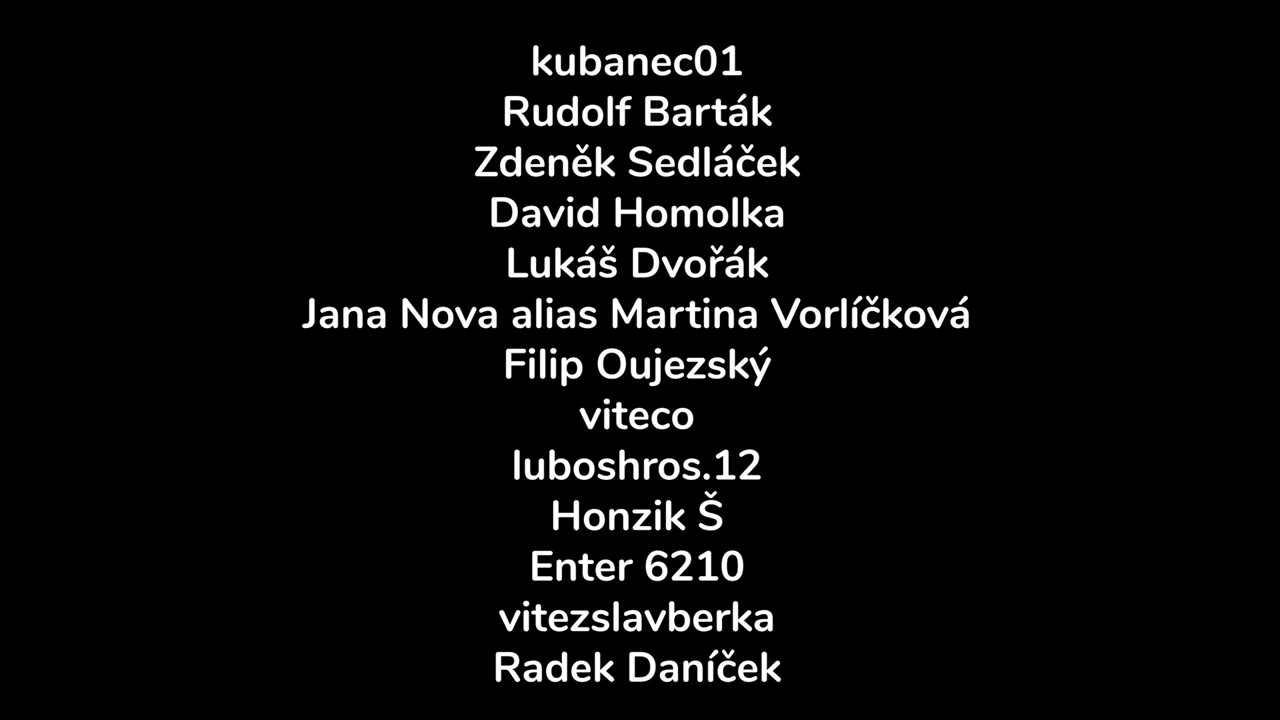 kubanec01
Rudolf Barták
Zdeněk Sedláček
David Homolka
Lukáš Dvořák
Jana Nova alias Martina Vorlíčková
Filip Oujezský
viteco
luboshros.12
Honzik Š
Enter 6210
vitezslavberka
Radek Daníček